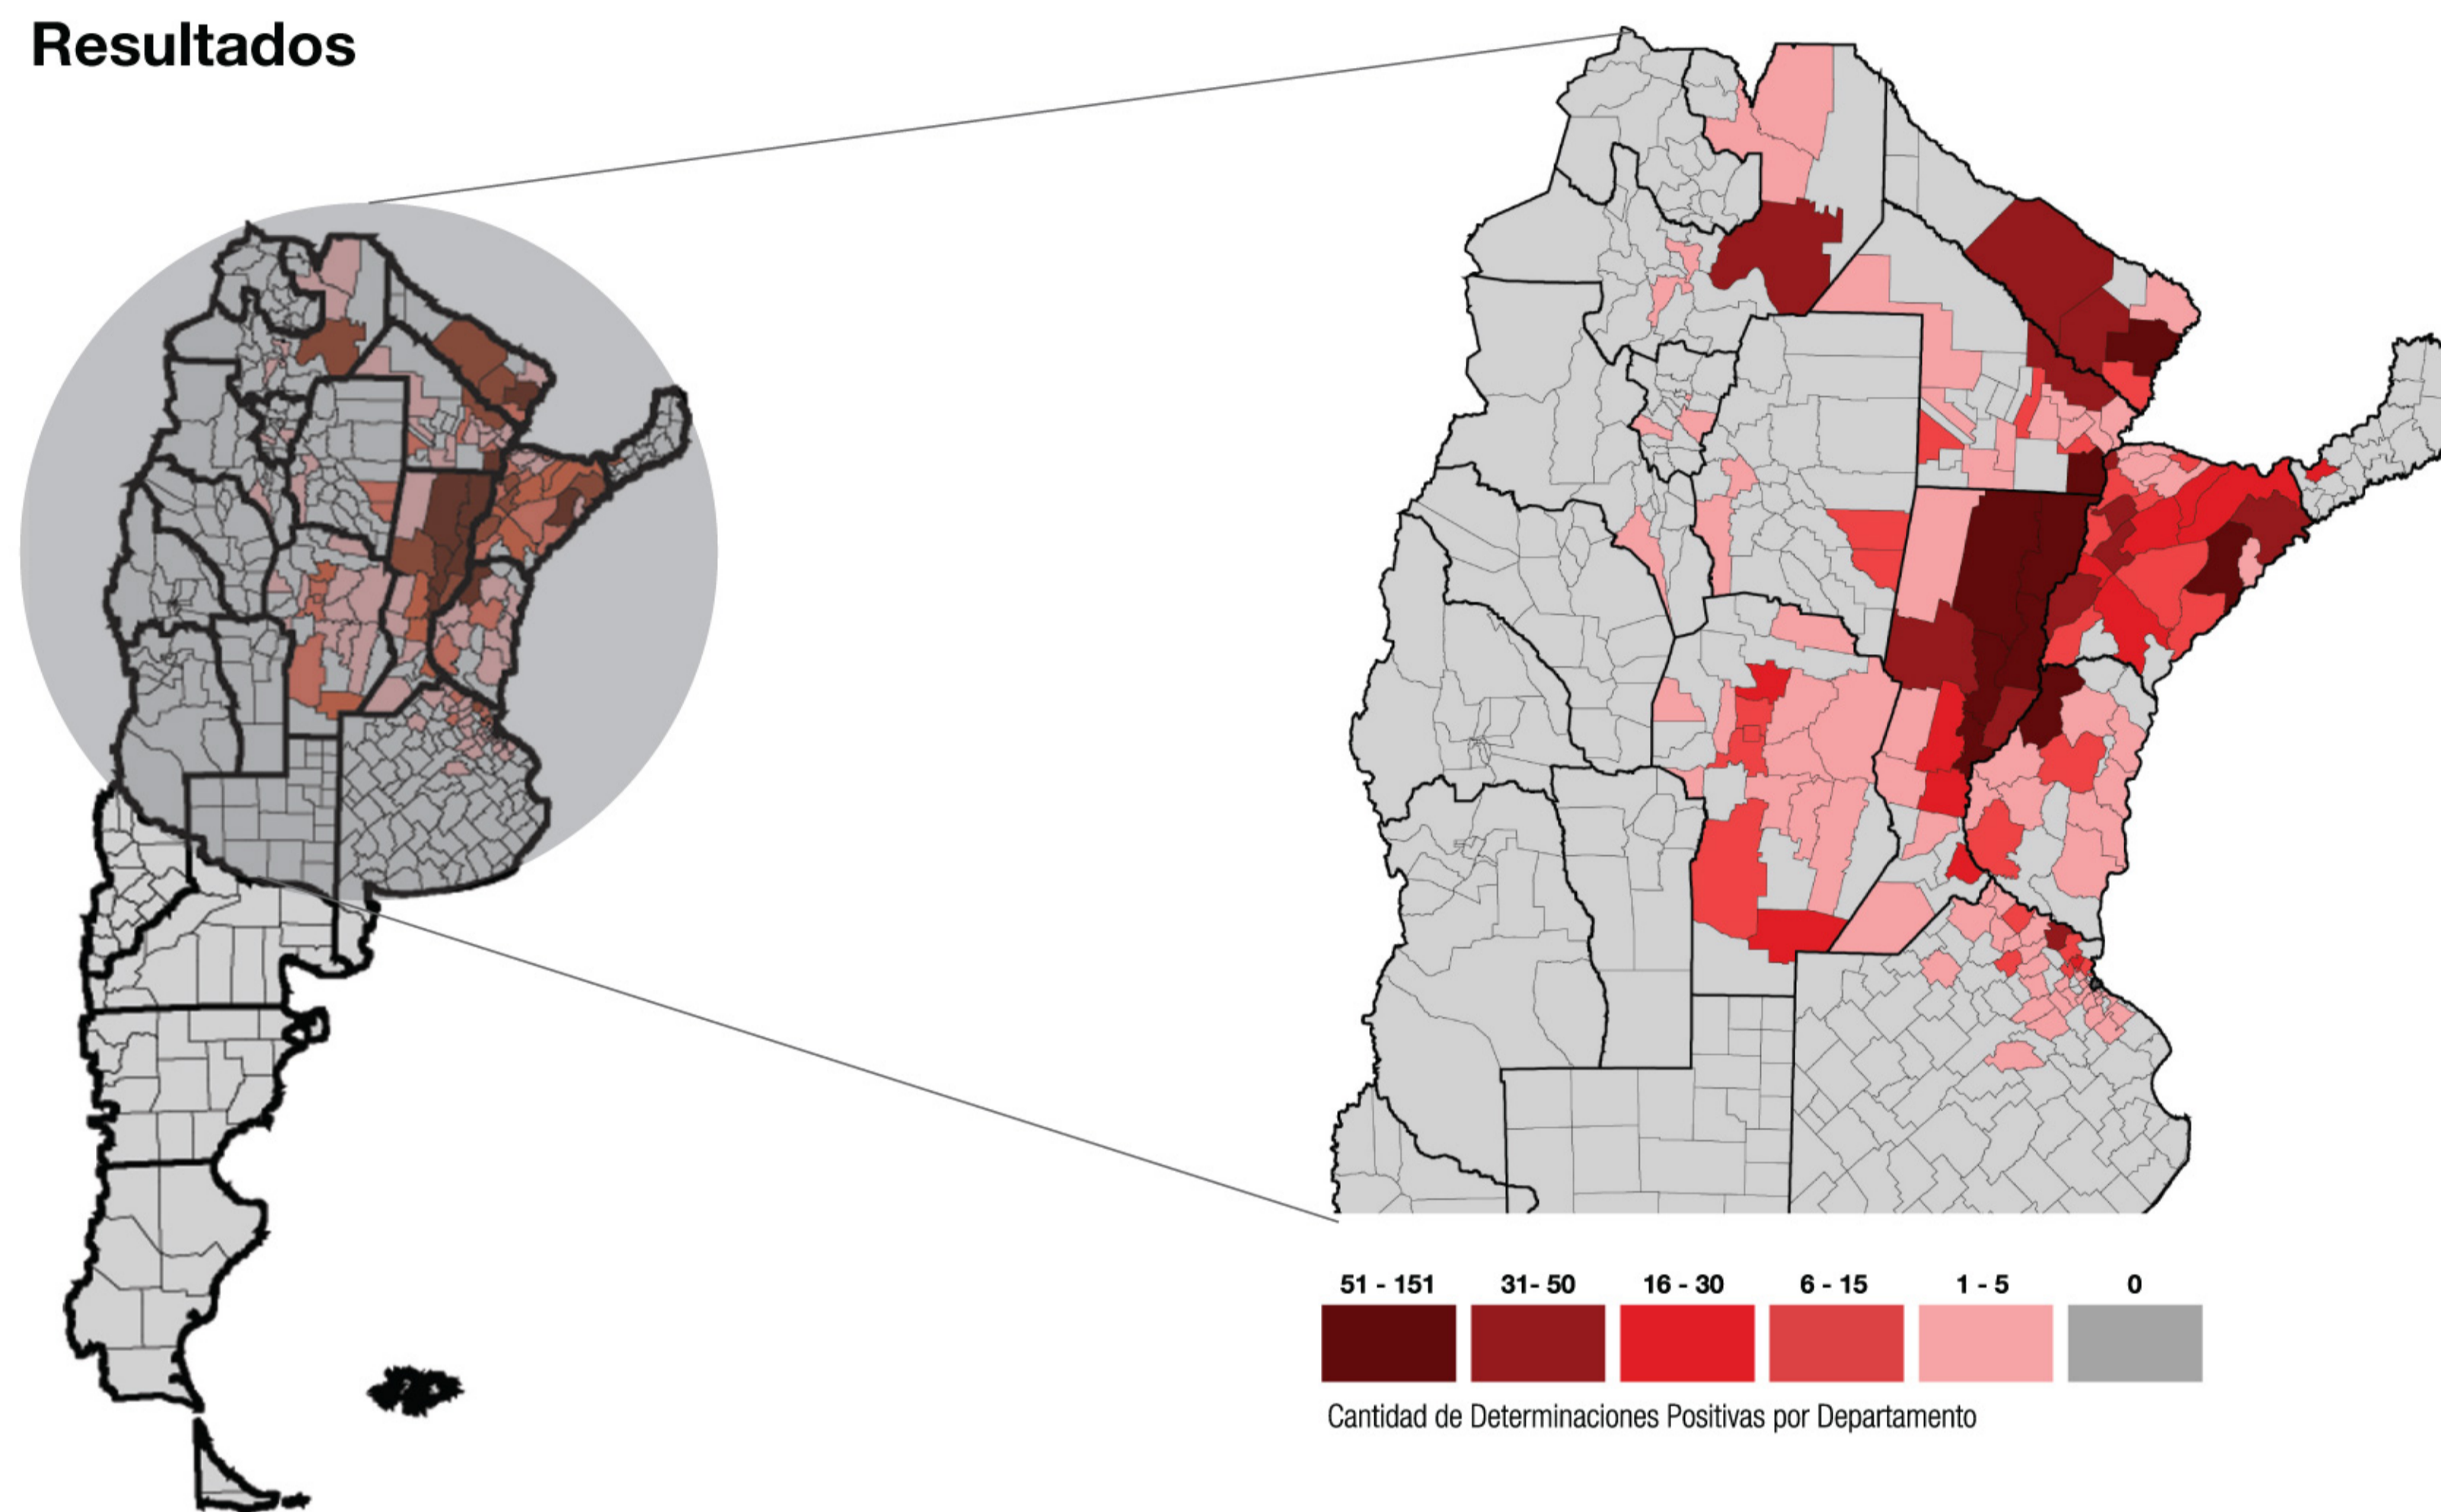 Resultados
51 - 151 31- 50 16 - 30 6 - 15 1 - 5 0
Cantidad de Determinaciones Positivas por Departamento